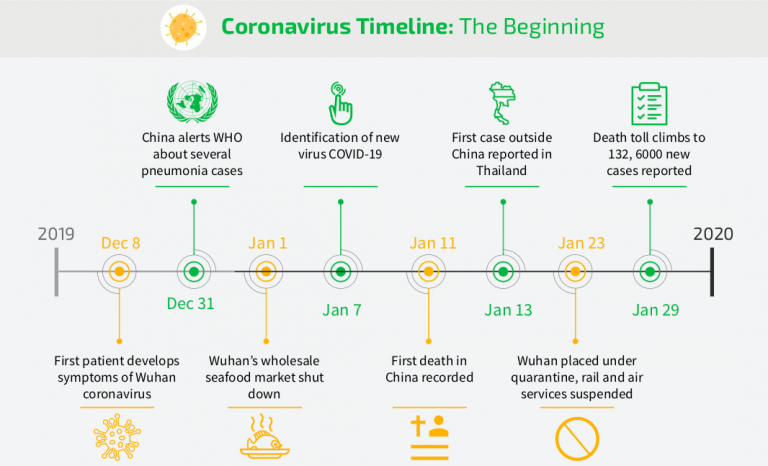 Coronavirus Timeline: The Beginning
China alerts WHO
about several
pneumonia cases
Identification of new
virus COVID-19
First case outside
China reported in
Thailand
Death toll climbs to
132, 6000 new
cases reported
2019
Dec 8
Dec 31
Jan 1
Jan 7
Jan 11
Jan 13
Jan 23
Jan 29
2020
First patient develops
symptoms of Wuhan
coronavirus
Wuhan's wholesale
seafood market shut
down
First death in
China recorded
Wuhan placed under
quarantine, rail and air
services suspended